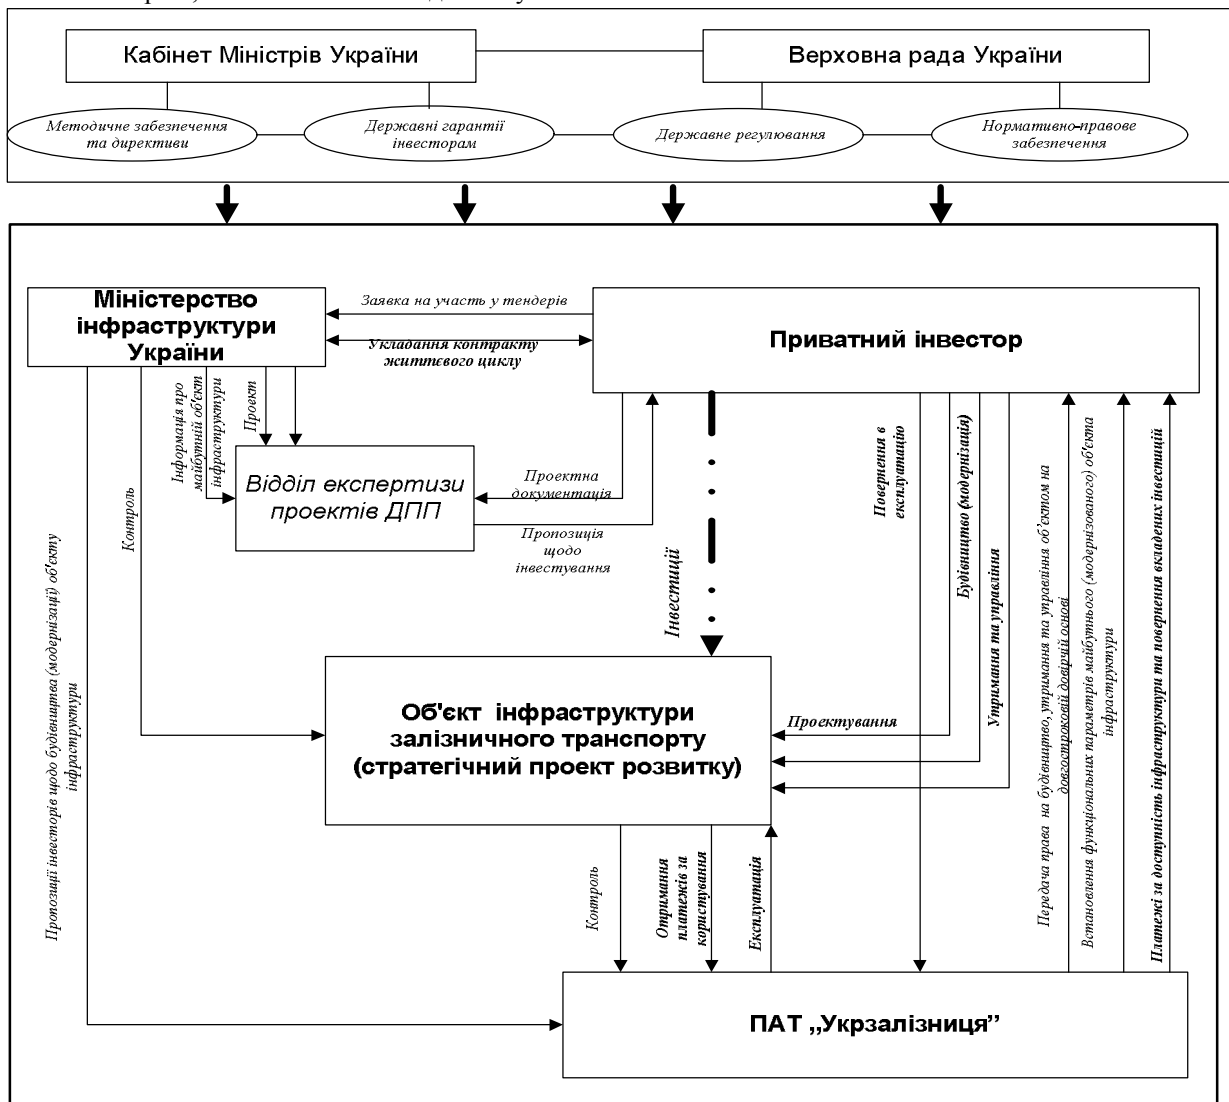 Кабінет Міністрів України
Верховна рада України
Методичне забезпечення
та директиви
Державні гарантії
інвесторам
Державне регулювання
Нормативно-правове
забезпечення
Міністерство
інфраструктури
України
Заявка на участь у тендерів
Укладання контракту
життєвого циклу
Приватний інвестор
Інформація про
майбутній об'єкт
інфраструктури
Проект
Контроль
Відділ експертизи
проектів ДПП
Проектна
документація
Пропозиція
щодо
інвестування
Інвестиції
Повернення в
експлуатацію
Будівництво (модернізація)
Утримання та управління
Передача права на будівництво, утримання та управління об'єктом на
довгостроковій довірчій основі
Встановлення функціональних параметрів майбутнього (модернізованого) об'єкта
інфраструктури
Платежі за доступність інфраструктури та повернення вкладених інвестицій
Пропозиції інвесторів щодо будівництва (модернізації) об'єкту
інфраструктури
Об'єкт інфраструктури
залізничного транспорту
(стратегічний проект розвитку)
Проектування
Контроль
Отримання
платежів за
користування
Експлуатація
ПАТ „Укрзалізниця”